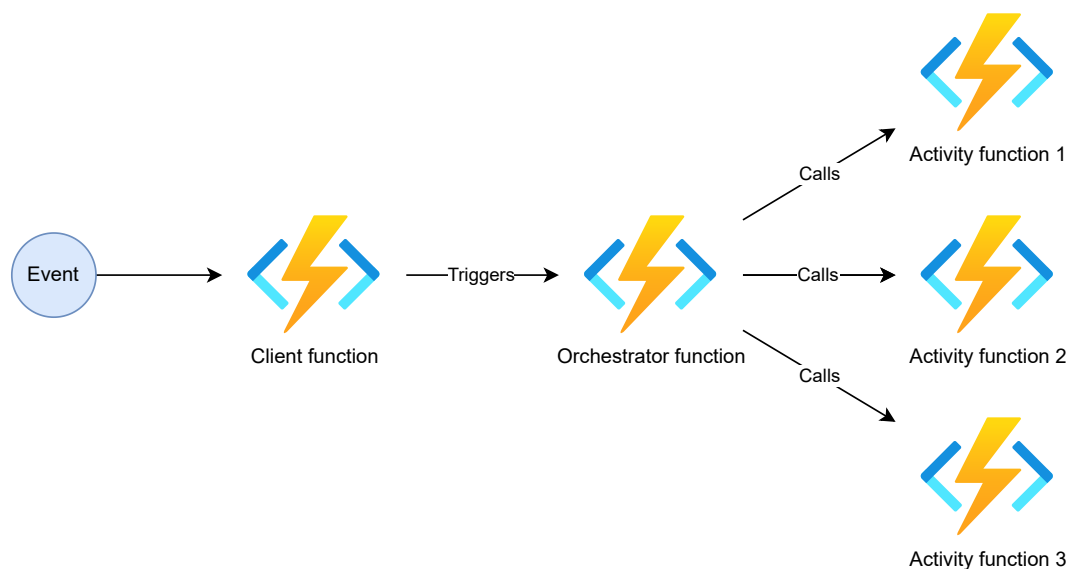 Activity function 1
Calls
Event
Client function
Triggers
Orchestrator function
Calls
Activity function 2
Calls
Activity function 3